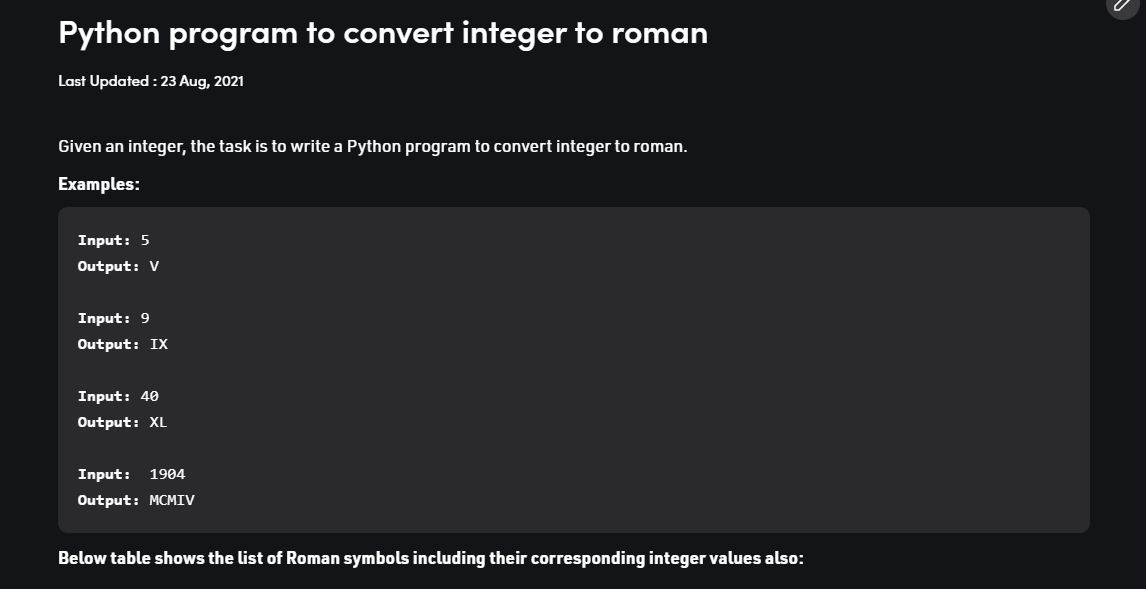 Python program to convert integer to roman
Last Updated : 23 Aug, 2021
Given an integer, the task is to write a Python program to convert integer to roman.
Examples:
Input: 5
Output: V
Input: 9
Output: IX
Input: 40
Output: XL
Input:  1904
Output: MCMIV
Below table shows the list of Roman symbols including their corresponding integer values also: